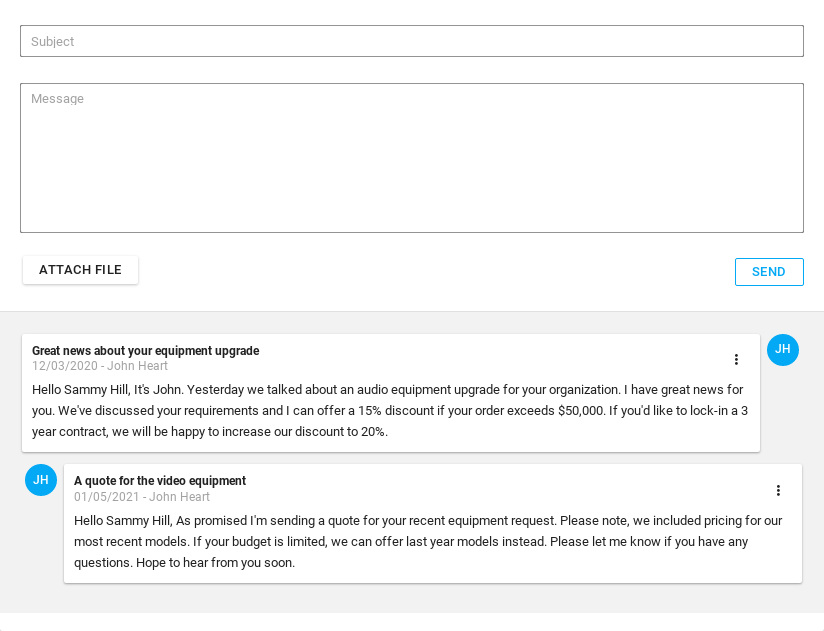 Subject
Message
ATTACH FILE
SEND
Great news about your equipment upgrade
12/03/2020 - John Heart
JH
Hello Sammy Hill, It's John. Yesterday we talked about an audio equipment upgrade for your organization. I have great news for
you. We've discussed your requirements and I can offer a 15% discount if your order exceeds $50,000. If you'd like to lock-in a 3
year contract, we will be happy to increase our discount to 20%.
JH
A quote for the video equipment
01/05/2021 - John Heart
Hello Sammy Hill, As promised I'm sending a quote for your recent equipment request. Please note, we included pricing for our
most recent models. If your budget is limited, we can offer last year models instead. Please let me know if you have any
questions. Hope to hear from you soon.